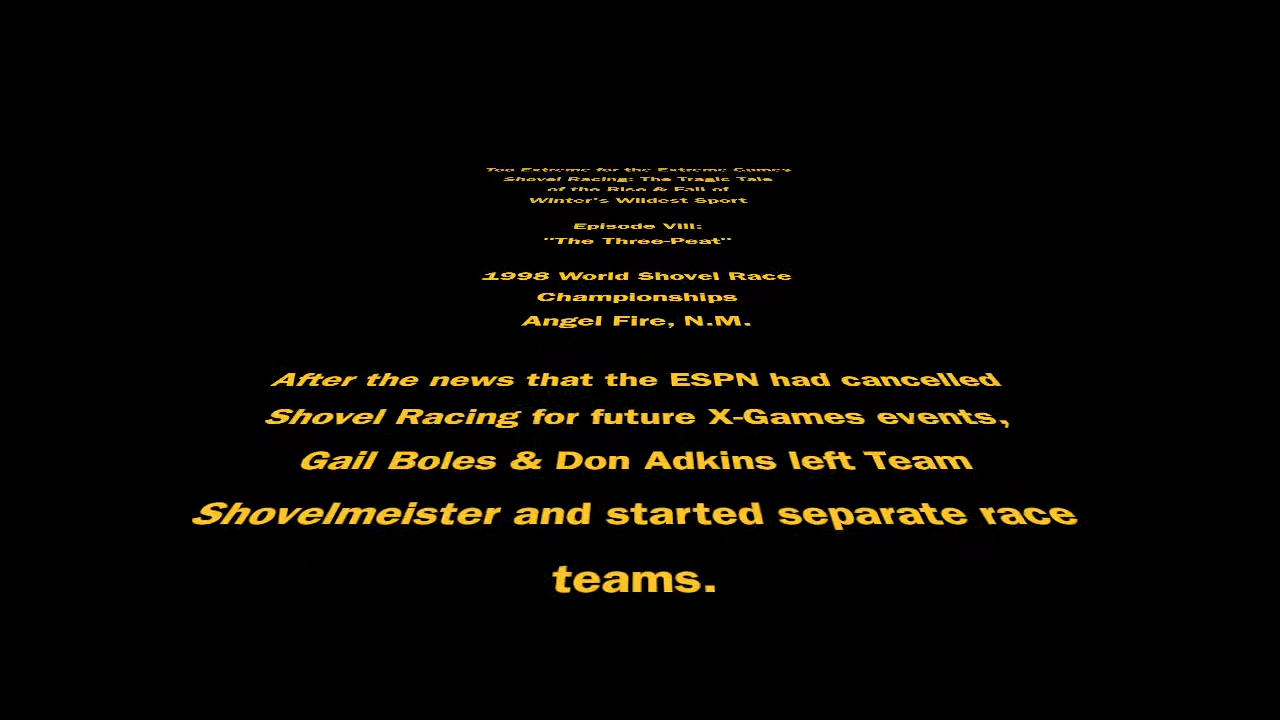 Too Extreme for the Extreme Games
Shovel Racing: The Tragic Tale
of the Rise & Fall of
Winter's Wildest Sport
Episode VIII:
"The Three-Peat"
1998 World Shovel Race
Championships
Angel Fire, N.M.
After the news that the ESPN had cancelled
Shovel Racing for future X-Games events,
Gail Boles & Don Adkins left Team
Shovelmeister and started separate race
teams.